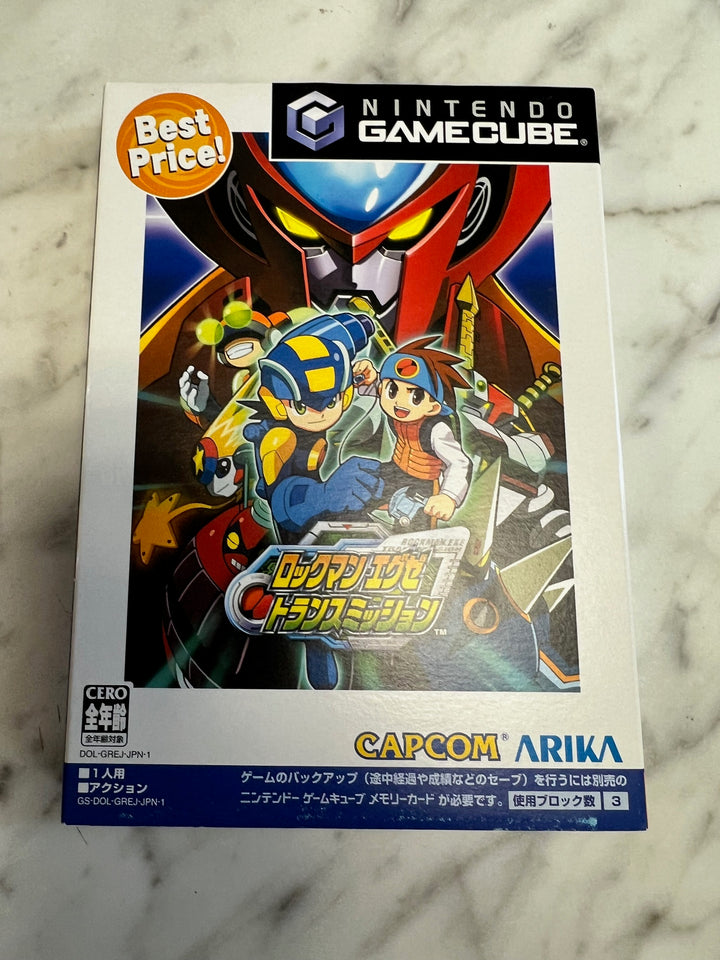 Best
Price!
NINTENDO
GAMECUBE®
ロックマン エグゼ
トランスミッション
TM
CERO
全年齢
全年齢対象
DOL-GREJ-JPN-1
CAPCOM® ARIKA
■1人用
■アクション
GS-DOL-GREJ-JPN-1
ゲームのバックアップ（途中経過や成績などのセーブ）を行うには別売の
ニンテンドー ゲームキューブ メモリーカード が必要です。 使用ブロック数 3